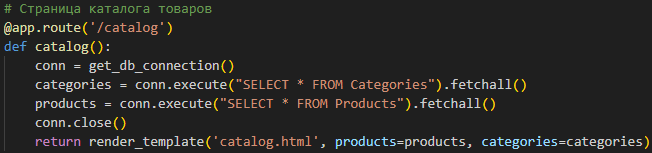 # Страница каталога товаров
@app.route('/catalog')
def catalog():
    conn = get_db_connection()
    categories = conn.execute("SELECT * FROM Categories").fetchall()
    products = conn.execute("SELECT * FROM Products").fetchall()
    conn.close()
    return render_template('catalog.html', products=products, categories=categories)